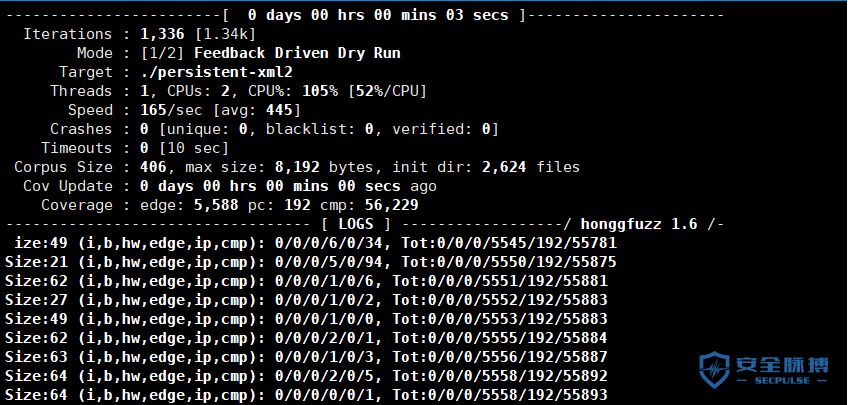 ------------------------[  0 days 00 hrs 00 mins 03 secs ]----------------------
Iterations : 1,336 [1.34k]
Mode : [1/2] Feedback Driven Dry Run
Target : ./persistent-xml2
Threads : 1, CPUs: 2, CPU%: 105% [52%/CPU]
Speed : 165/sec [avg: 445]
Crashes : 0 [unique: 0, blacklist: 0, verified: 0]
Timeouts : 0 [10 sec]
Corpus Size : 406, max size: 8,192 bytes, init dir: 2,624 files
Cov Update : 0 days 00 hrs 00 mins 00 secs ago
Coverage : edge: 5,588 pc: 192 cmp: 56,229
---------------------------------- [ LOGS ] ------------------/ honggfuzz 1.6 /-
ize:49 (i,b,hw,edge,ip,cmp): 0/0/0/6/0/34, Tot:0/0/0/5545/192/55781
Size:21 (i,b,hw,edge,ip,cmp): 0/0/0/5/0/94, Tot:0/0/0/5550/192/55875
Size:62 (i,b,hw,edge,ip,cmp): 0/0/0/1/0/6, Tot:0/0/0/5551/192/55881
Size:27 (i,b,hw,edge,ip,cmp): 0/0/0/1/0/2, Tot:0/0/0/5552/192/55883
Size:49 (i,b,hw,edge,ip,cmp): 0/0/0/1/0/0, Tot:0/0/0/5553/192/55883
Size:62 (i,b,hw,edge,ip,cmp): 0/0/0/2/0/1, Tot:0/0/0/5555/192/55884
Size:63 (i,b,hw,edge,ip,cmp): 0/0/0/1/0/3, Tot:0/0/0/5556/192/55887
Size:64 (i,b,hw,edge,ip,cmp): 0/0/0/2/0/5, Tot:0/0/0/5558/192/55892
Size:64 (i,b,hw,edge,ip,cmp): 0/0/0/0/0/1, Tot:0/0/0/5558/192/55893
安全脉搏
SECPULSE